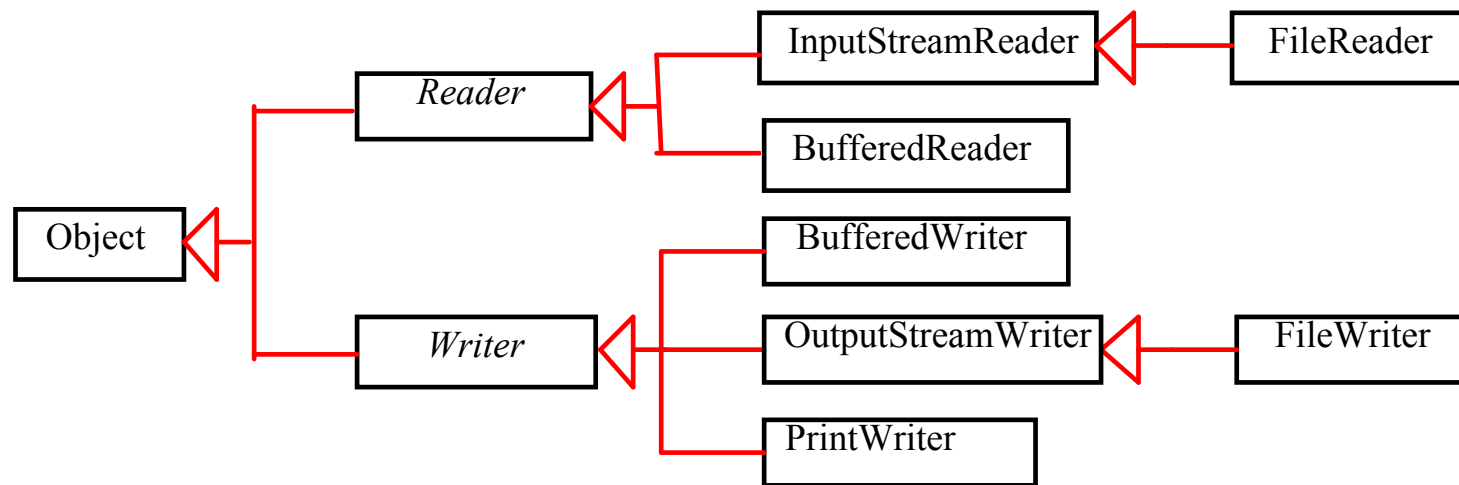 InputStreamReader
FileReader
Reader
BufferedReader
Object
BufferedWriter
Writer
OutputStreamWriter
FileWriter
PrintWriter